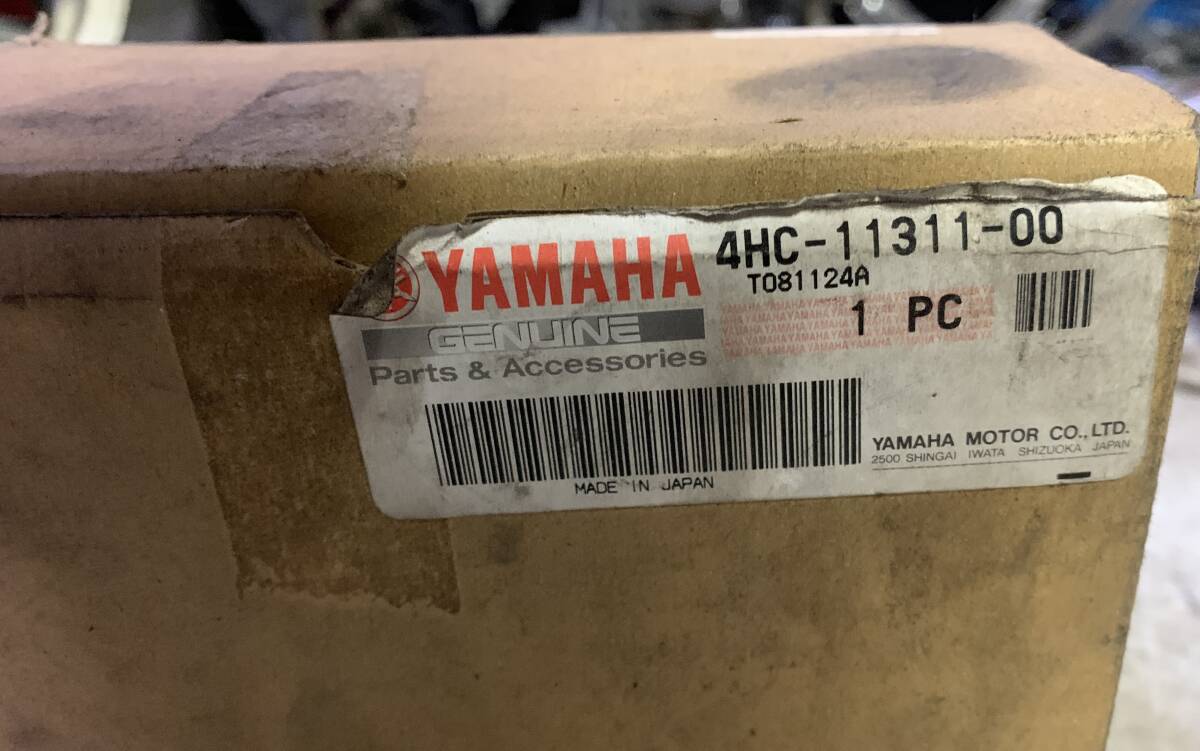 YAMAHA 4HC-11311-00
T081124A
1 PC
GENUINE
Parts & Accessories
YAMAHA MOTOR CO.,LTD.
2500 SHINGAI IWATA SHIZUOKA JAPAN
MADE IN JAPAN